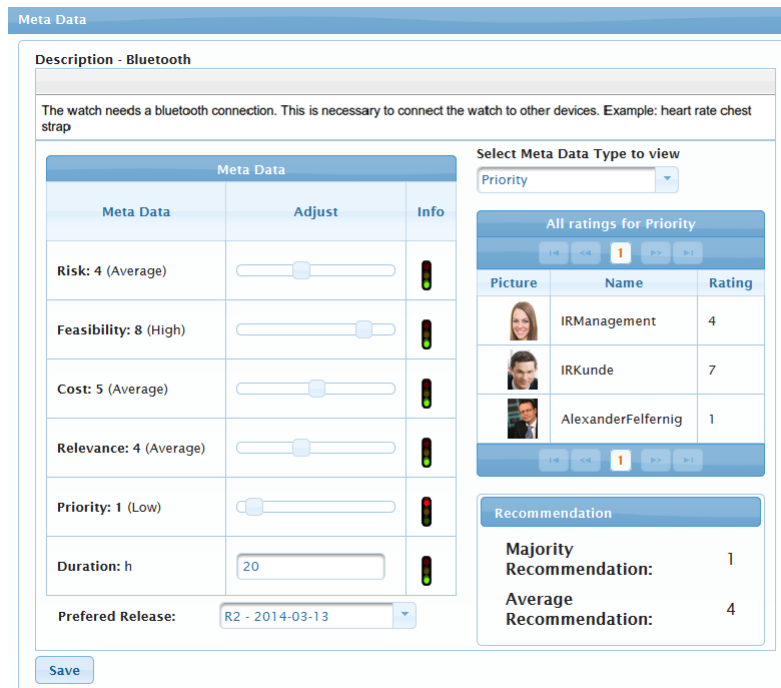 Meta Data
Description - Bluetooth
The watch needs a bluetooth connection. This is necessary to connect the watch to other devices. Example: heart rate chest
strap
Meta Data
Meta Data Adjust Info
Risk: 4 (Average)
Feasibility: 8 (High)
Cost: 5 (Average)
Relevance: 4 (Average)
Priority: 1 (Low)
Duration: h 20
Prefered Release: R2 - 2014-03-13
Select Meta Data Type to view
Priority
All ratings for Priority
1
Picture Name Rating
IRManagement 4
IRKunde 7
AlexanderFelfernig 1
1
Recommendation
Majority
Recommendation: 1
Average
Recommendation: 4
Save